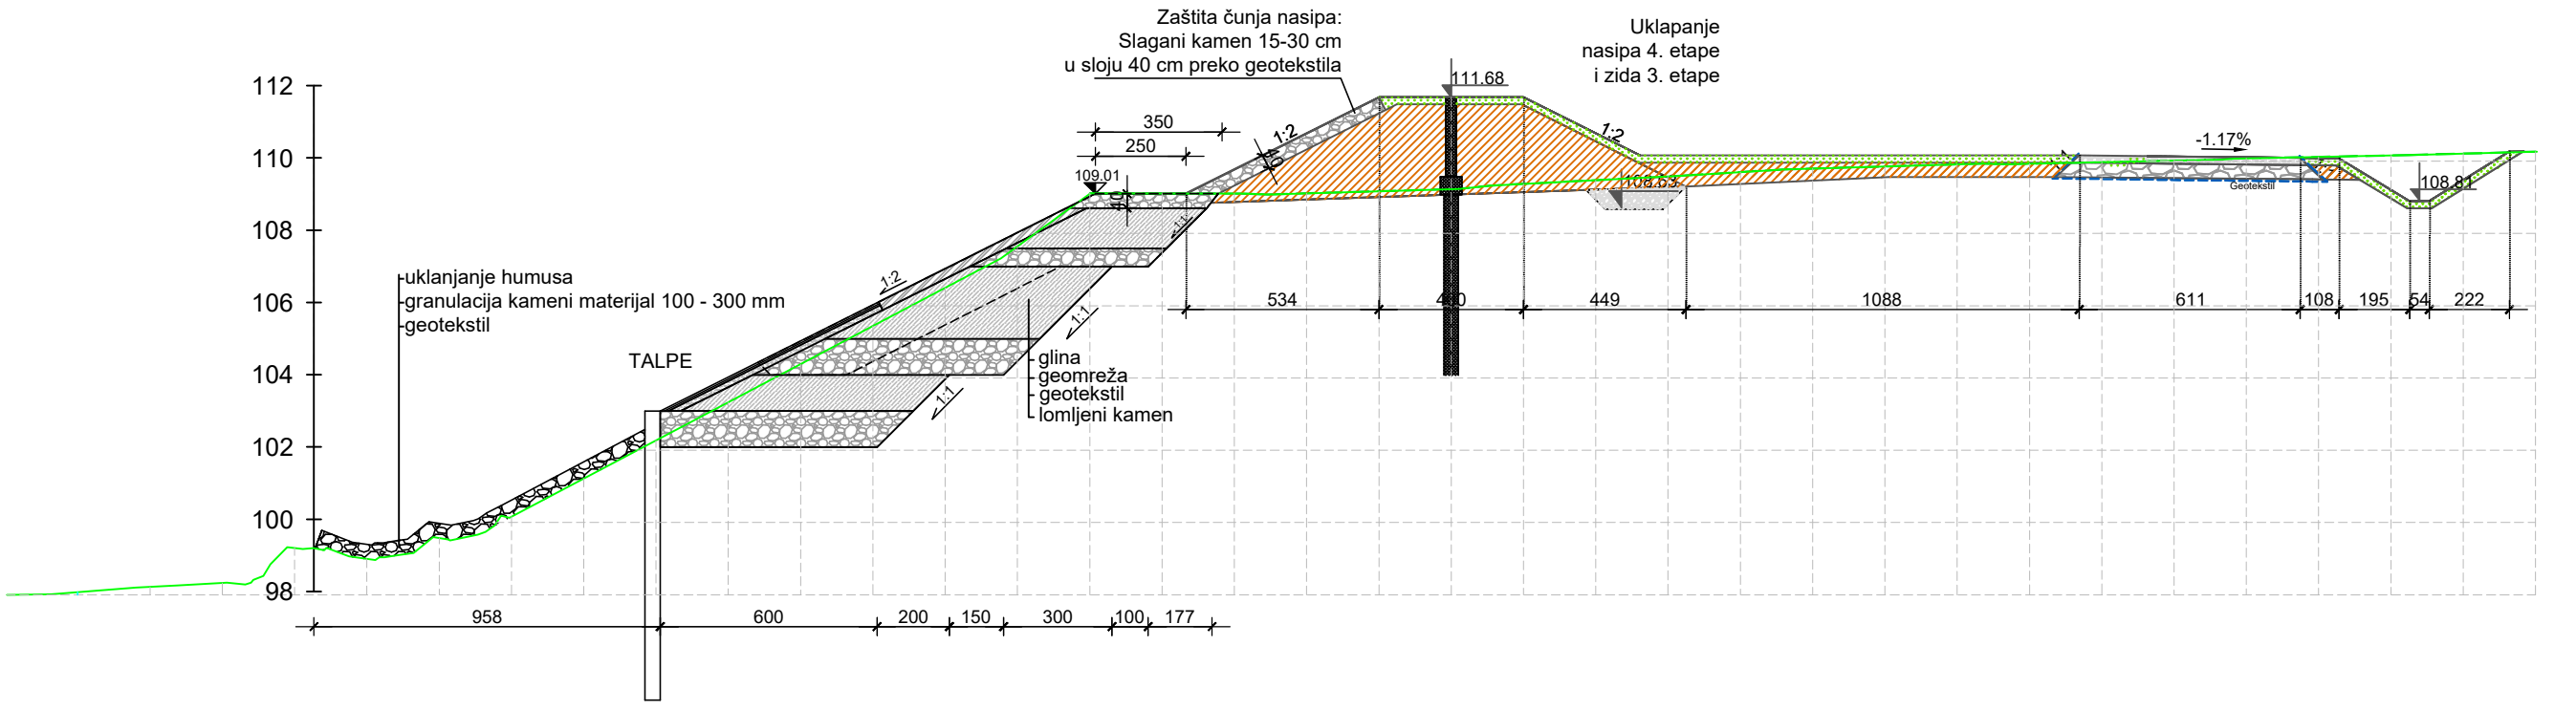 Zaštita čunja nasipa:
Slagani kamen 15-30 cm
u sloju 40 cm preko geotekstila
Uklapanje
nasipa 4. etape
i zida 3. etape
112
110
108
106
104
102
100
98
111.68
350
250
109.01
40
1:2
40
1:2
-1.17%
108.63
Geotekstil
108.81
1:1
1:2
1:1
1:1
uklanjanje humusa
granulacija kameni materijal 100 - 300 mm
geotekstil
TALPE
glina
geomreža
geotekstil
lomljeni kamen
534
400
449
1088
611
108
195
54
222
958
600
200
150
300
100
177